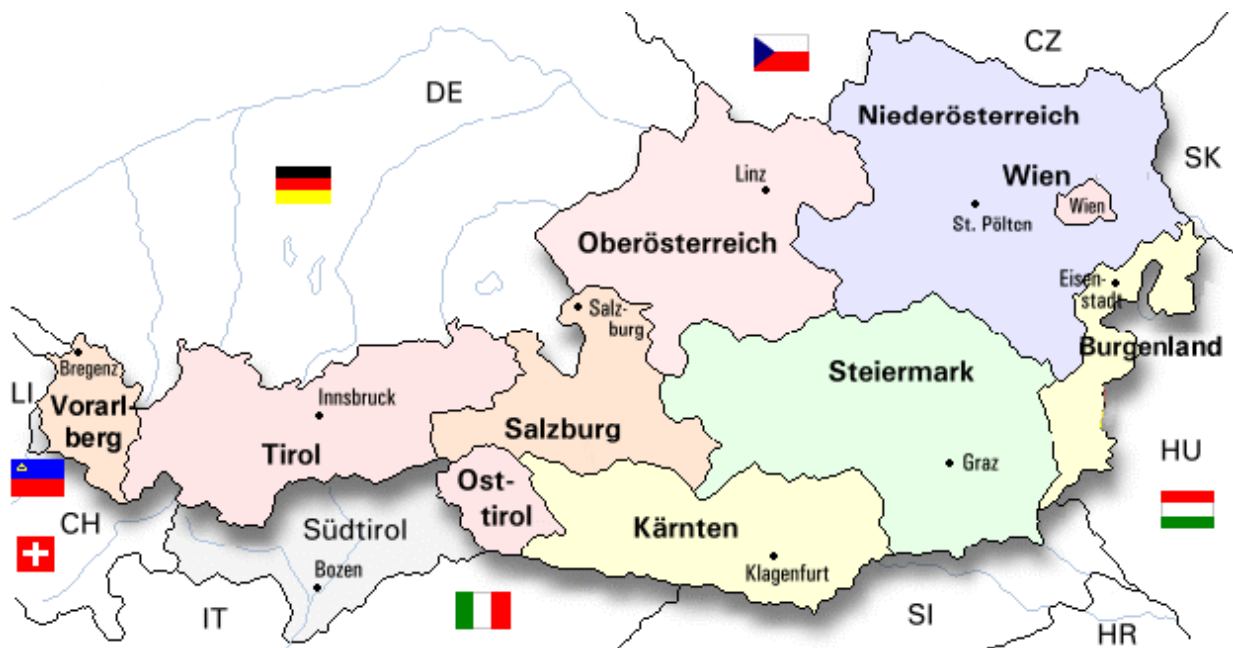 CZ
DE
Niederösterreich
SK
Linz
Wien
Wien
St. Pölten
Oberösterreich
Eisen-
stadt
Salz-
burg
Burgenland
Bregenz
Steiermark
LI
Innsbruck
Vorarl-
berg
Salzburg
Tirol
HU
Graz
Ost-
tirol
CH
Südtirol
Kärnten
Bozen
Klagenfurt
IT
SI
HR